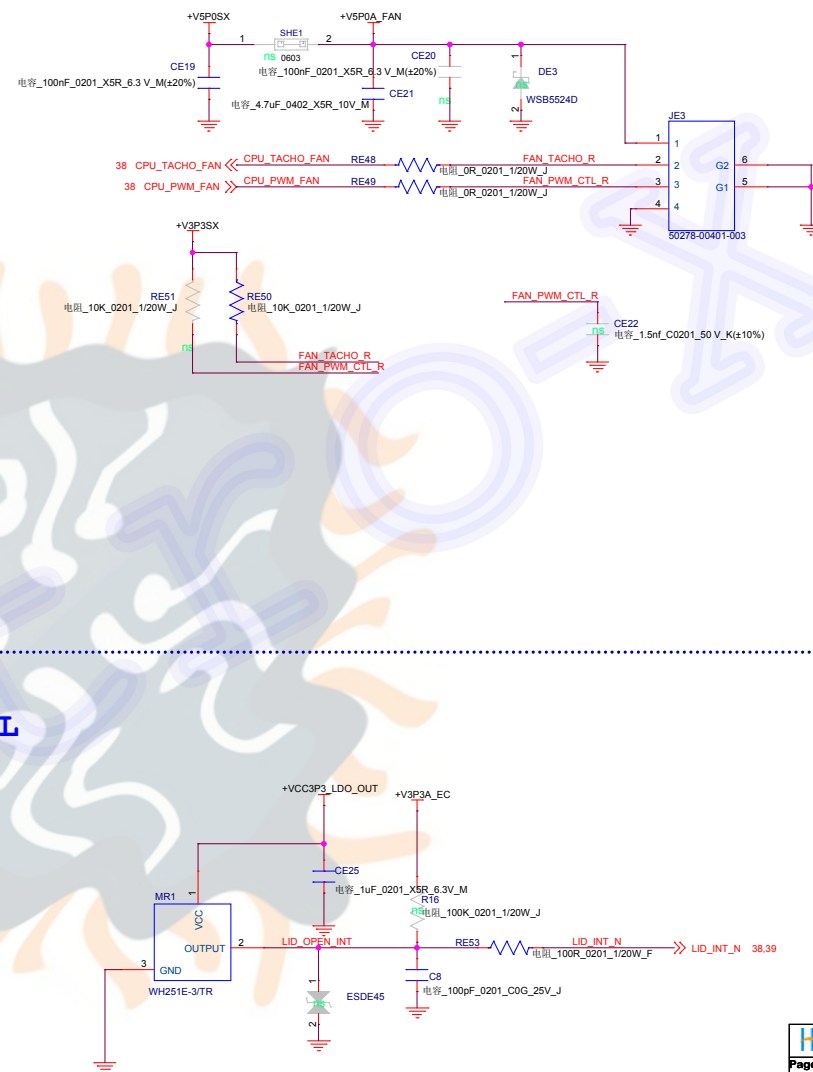 +V5P0SX
+V5P0A_FAN
SHE1
1
2
ns
0603
CE19
电容_100nF_0201_X5R_6.3 V_M(±20%)
CE20
电容_100nF_0201_X5R_6.3 V_M(±20%)
ns
CE21
电容_4.7uF_0402_X5R_10V_M
1
DE3
ns
2
WSB5524D
JE3
1
1
38 CPU_TACHO_FAN
CPU_TACHO_FAN
RE48
电阻_0R_0201_1/20W_J
FAN_TACHO_R
2
2
G2
6
38 CPU_PWM_FAN
CPU_PWM_FAN
RE49
电阻_0R_0201_1/20W_J
FAN_PWM_CTL_R
3
3
G1
5
4
4
50278-00401-003
+V3P3SX
RE51
电阻_10K_0201_1/20W_J
ns
RE50
电阻_10K_0201_1/20W_J
FAN_TACHO_R
FAN_PWM_CTL_R
FAN_PWM_CTL_R
CE22
ns
电容_1.5nf_C0201_50 V_K(±10%)
L
+VCC3P3_LDO_OUT
+V3P3A_EC
CE25
电容_1uF_0201_X5R_6.3V_M
R16
ns
电阻_100K_0201_1/20W_J
MR1
1
VCC
OUTPUT
2
3
GND
WH251E-3/TR
LID_OPEN_INT
RE53
电阻_100R_0201_1/20W_F
LID_INT_N
LID_INT_N 38,39
1
ns
2
ESDE45
C8
电容_100pF_0201_C0G_25V_J
H
Page